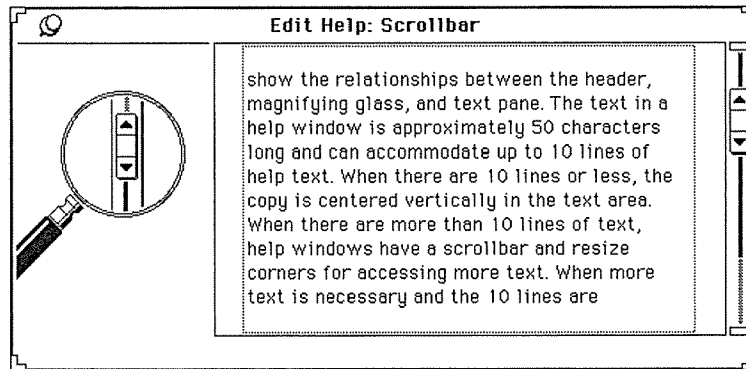 Edit Help: Scrollbar
show the relationships between the header,
magnifying glass, and text pane. The text in a
help window is approximately 50 characters
long and can accommodate up to 10 lines of
help text. When there are 10 lines or less, the
copy is centered vertically in the text area.
When there are more than 10 lines of text,
help windows have a scrollbar and resize
corners for accessing more text. When more
text is necessary and the 10 lines are